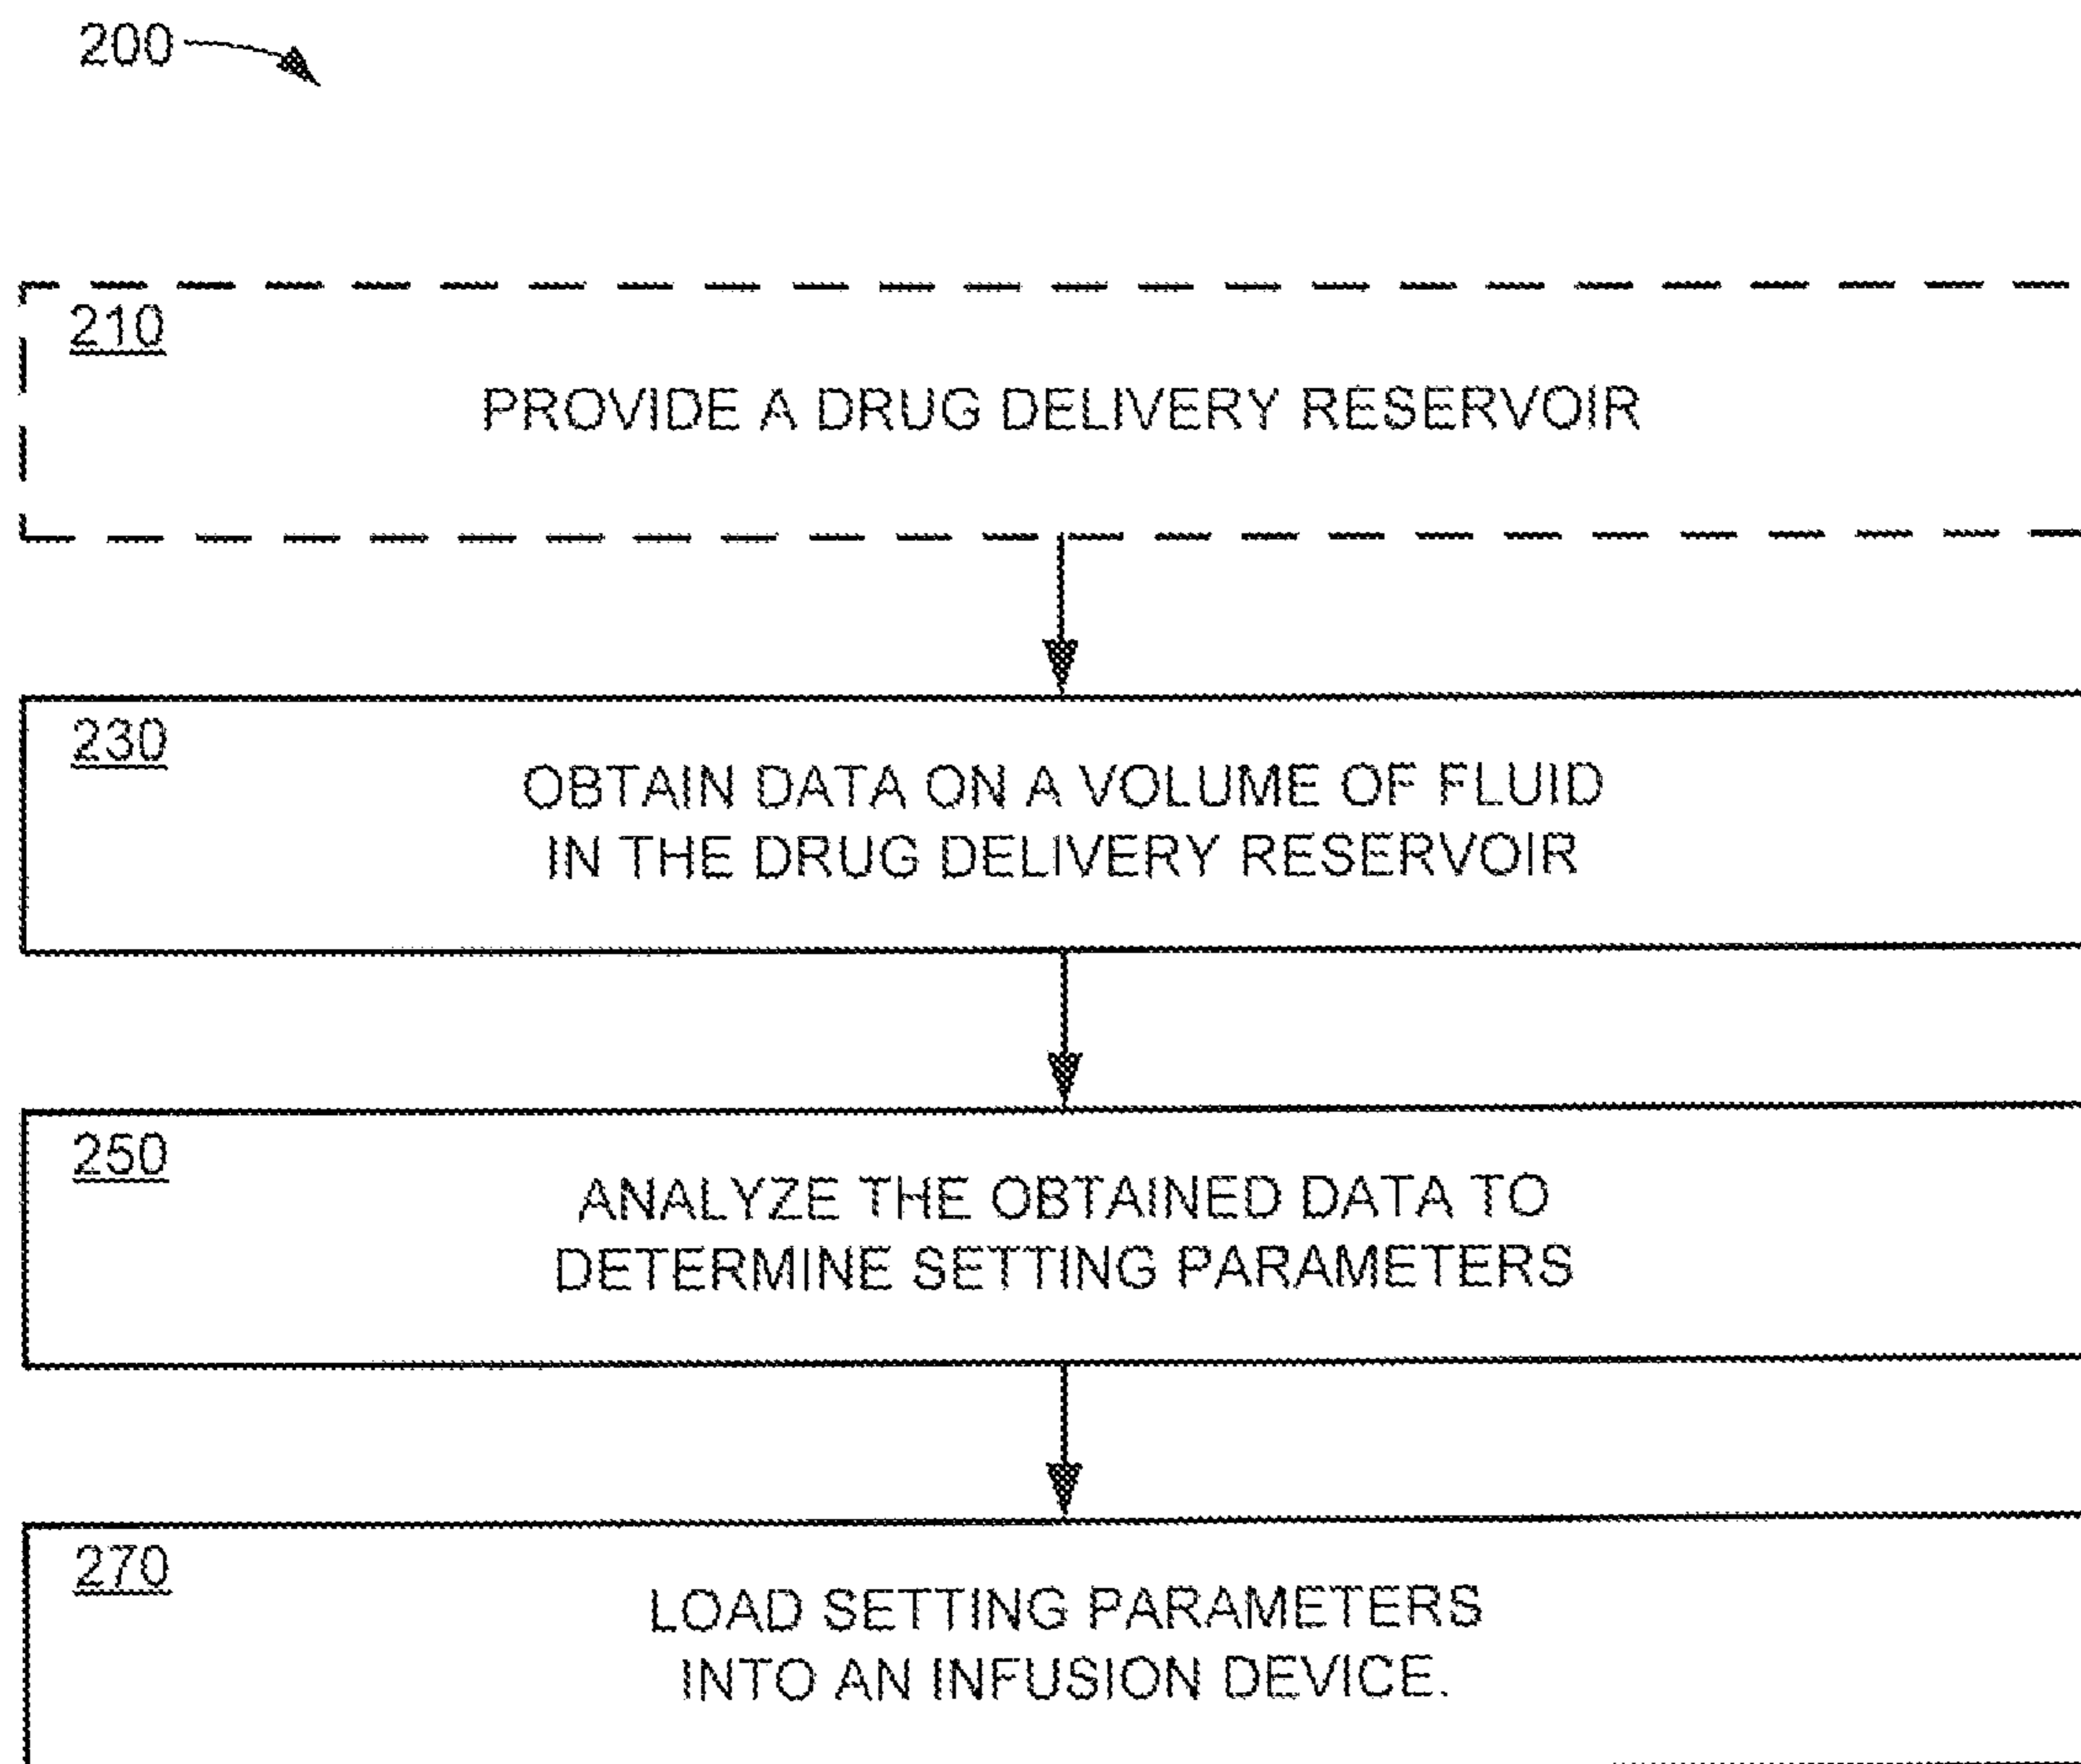 200
210
PROVIDE A DRUG DELIVERY RESERVOIR
230
OBTAIN DATA ON A VOLUME OF FLUID
IN THE DRUG DELIVERY RESERVOIR
250
ANALYZE THE OBTAINED DATA TO
DETERMINE SETTING PARAMETERS
270
LOAD SETTING PARAMETERS
INTO AN INFUSION DEVICE.